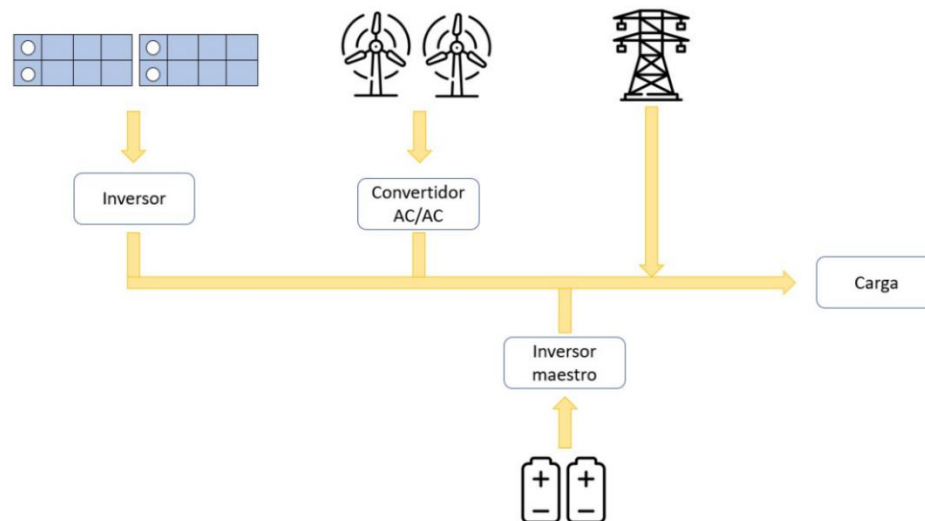 Inversor
Convertidor
AC/AC
Carga
Inversor
maestro
+ +
- -